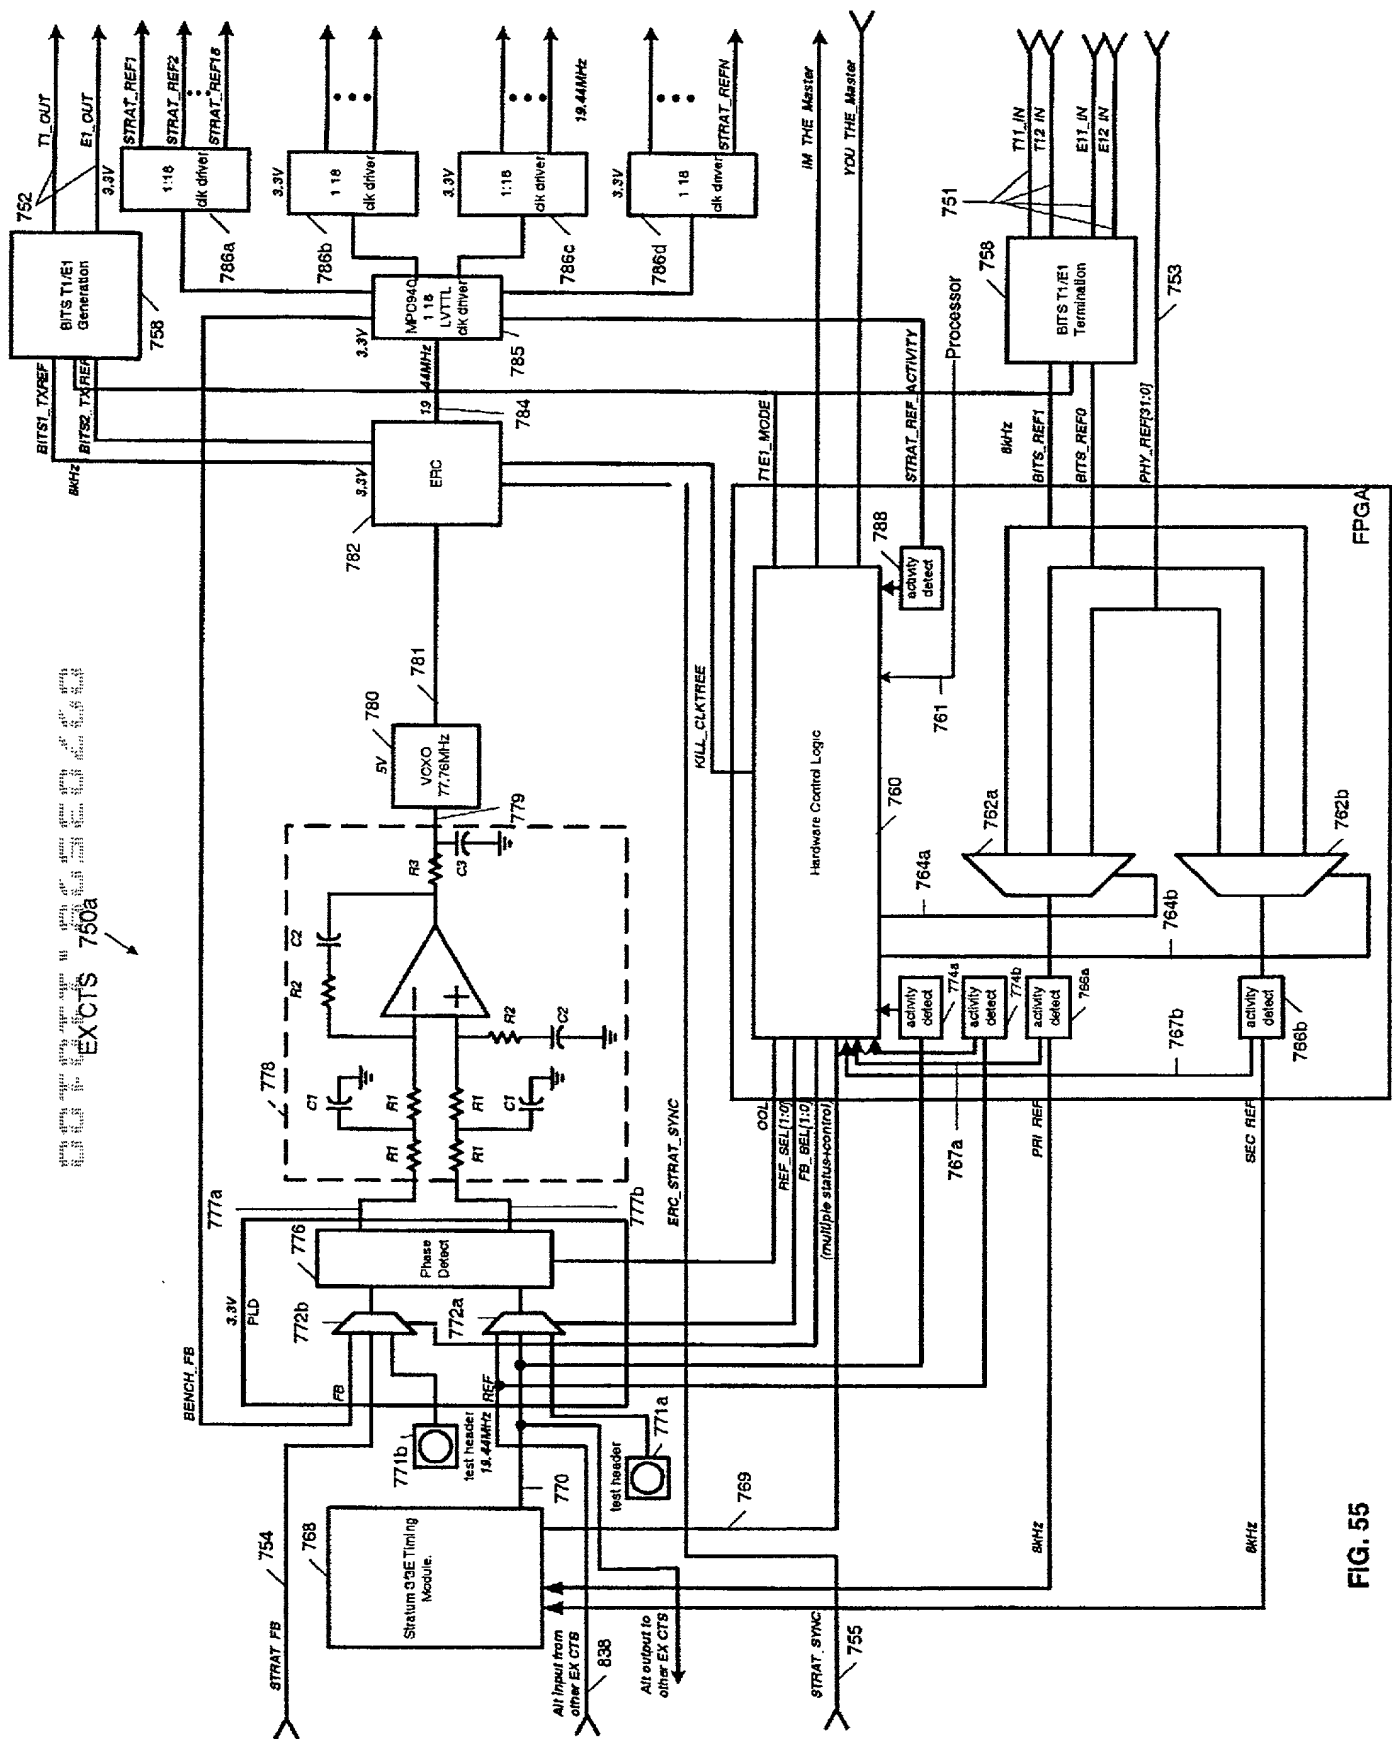 EX CTS 750a
T1_OUT
E1_OUT
752
3.3V
STRAT_REF1
STRAT_REF2
STRAT_REF18
1:18
clk driver
786a
3.3V
1 18
clk driver
786b
3.3V
1:18
clk driver
786c
19.44MHz
3.3V
1 18
clk driver
786d
STRAT_REFN
BITS T1/E1
Generation
758
BITS1_TXREF
8kHz
BITS2_TXREF
MPC940
1 18
LVTTL
clk driver
3.3V
785
19 44MHz
784
3.3V
ERC
782
781
780
5V
VCXO
77.76MHz
779
778
R3
C3
C2
R2
R2
C2
C1
R1
R1
C1
R1
R1
777a
777b
776
Phase
Detect
3.3V
PLD
772b
772a
BENCH_FB
FB
REF
19.44MHz
771b
test header
771a
test header
770
769
754
768
Stratum 3/3E Timing
Module.
STRAT_FB
Alt input from
other EX CTS
838
Alt output to
other EX CTS
STRAT_SYNC
755
ERC_STRAT_SYNC
KILL_CLKTREE
IM THE Master
YOU THE_Master
T1E1_MODE
STRAT_REF_ACTIVITY
Processor
788
activity
detect
761
Hardware Control Logic
760
OOL
REF_SEL[1:0]
FB_SEL[1:0]
(multiple status+control)
764a
764b
762a
762b
activity
detect
774a
activity
detect
774b
activity
detect
766a
activity
detect
766b
767a
767b
PRI REF
SEC REF
8kHz
8kHz
751
T11_IN
T12_IN
E11_IN
E12 IN
758
BITS T1/E1
Termination
753
8kHz
BITS_REF1
BITS_REF0
PHY_REF[31:0]
FPGA
FIG. 55